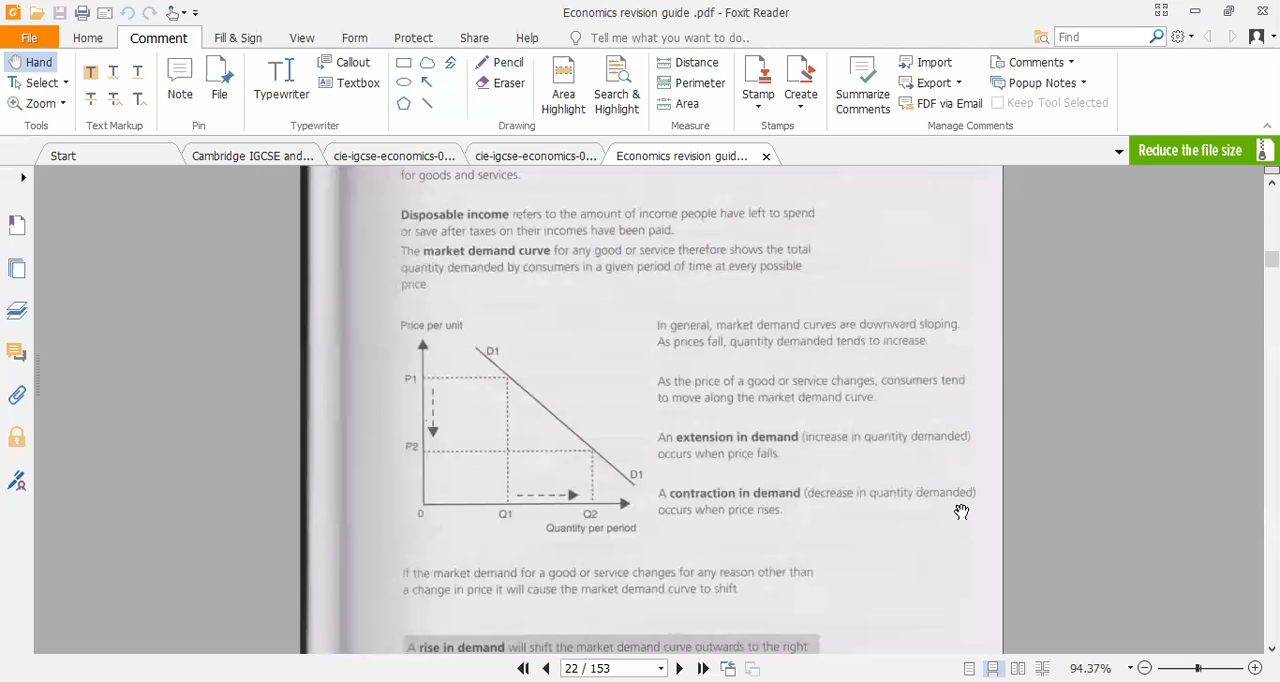 Economics revision guide .pdf - Foxit Reader
File Home Comment Fill & Sign View Form Protect Share Help Tell me what you want to do.. Find
Hand
Select
Zoom
Tools
Text Markup
Note
File
Pin
Typewriter
Callout
Textbox
Typewriter
Pencil
Eraser
Drawing
Area Highlight
Search & Highlight
Distance
Perimeter
Area
Measure
Stamp
Create
Stamps
Summarize Comments
Import
Export
FDF via Email
Comments
Popup Notes
Keep Tool Selected
Manage Comments
Start
Cambridge IGCSE and...
cie-igcse-economics-0...
cie-igcse-economics-0...
Economics revision guid...
Reduce the file size
for goods and services.
Disposable income refers to the amount of income people have left to spend
or save after taxes on their incomes have been paid.
The market demand curve for any good or service therefore shows the total
quantity demanded by consumers in a given period of time at every possible
price.
Price per unit
D1
P1
P2
D1
0
Q1
Q2
Quantity per period
In general, market demand curves are downward sloping.
As prices fall, quantity demanded tends to increase.
As the price of a good or service changes, consumers tend
to move along the market demand curve.
An extension in demand (increase in quantity demanded)
occurs when price falls.
A contraction in demand (decrease in quantity demanded)
occurs when price rises.
If the market demand for a good or service changes for any reason other than
a change in price it will cause the market demand curve to shift.
A rise in demand will shift the market demand curve outwards to the right
22 / 153
94.37%